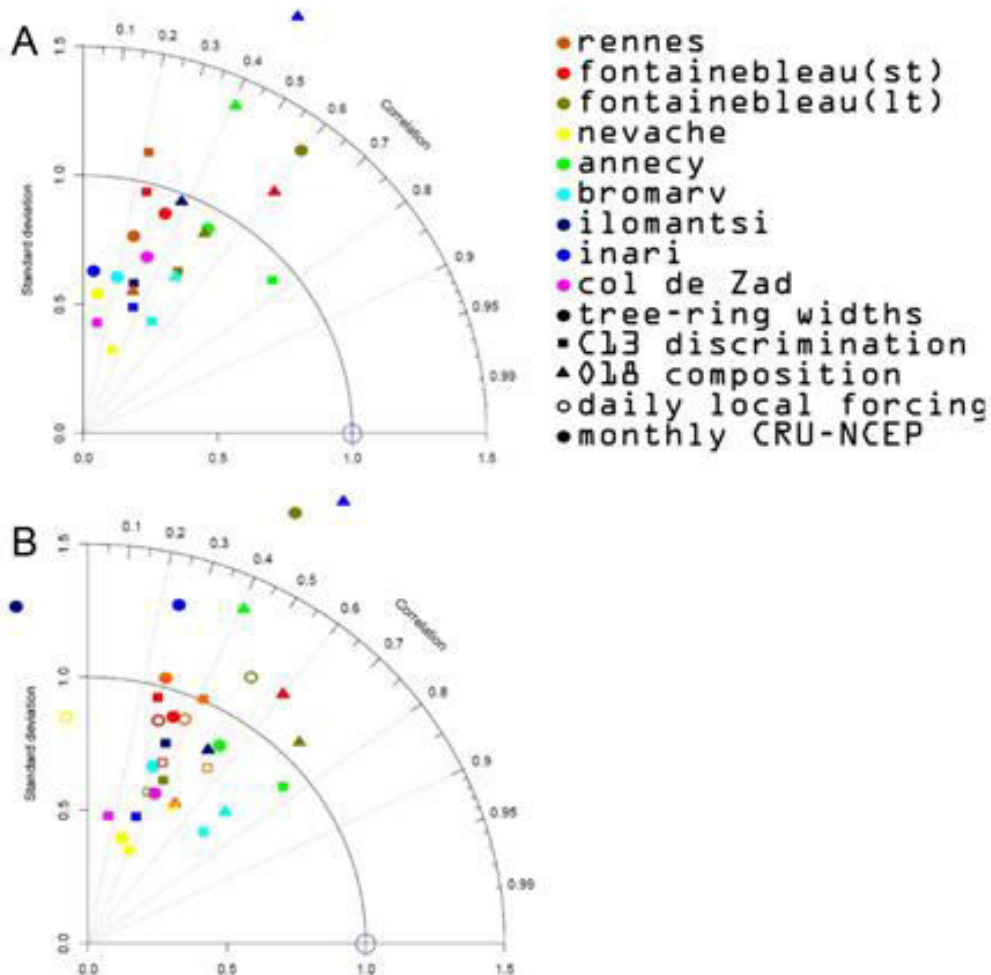 A
1.5
1.0
0.5
0.0
Standard deviation
0.0
0.5
1.0
1.5
0.1
0.2
0.3
0.4
0.5
0.6
0.7
0.8
0.9
0.95
0.99
Correlation
rennes
fontainebleau(st)
fontainebleau(lt)
nevache
annecy
bromarv
ilomantsi
inari
col de Zad
tree-ring widths
C13 discrimination
O18 composition
daily local forcing
monthly CRU-NCEP
B
1.5
1.0
0.5
0.0
Standard deviation
0.0
0.5
1.0
1.5
0.1
0.2
0.3
0.4
0.5
0.6
0.7
0.8
0.9
0.95
0.99
Correlation